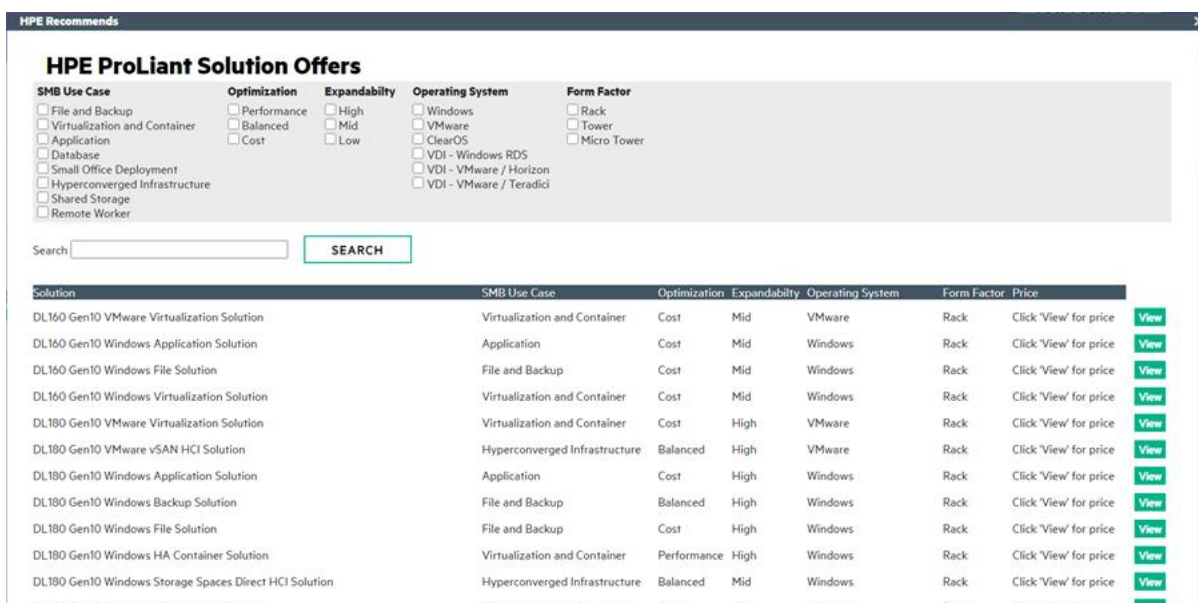 HPE Recommends
HPE ProLiant Solution Offers
SMB Use Case Optimization Expandabilty Operating System Form Factor
File and Backup Performance High Windows Rack
Virtualization and Container Balanced Mid VMware Tower
Application Cost Low ClearOS Micro Tower
Database VDI - Windows RDS
Small Office Deployment VDI - VMware / Horizon
Hyperconverged Infrastructure VDI - VMware / Teradici
Shared Storage
Remote Worker
Search SEARCH
Solution SMB Use Case Optimization Expandabilty Operating System Form Factor Price
DL160 Gen10 VMware Virtualization Solution Virtualization and Container Cost Mid VMware Rack Click 'View' for price View
DL160 Gen10 Windows Application Solution Application Cost Mid Windows Rack Click 'View' for price View
DL160 Gen10 Windows File Solution File and Backup Cost Mid Windows Rack Click 'View' for price View
DL160 Gen10 Windows Virtualization Solution Virtualization and Container Cost Mid Windows Rack Click 'View' for price View
DL180 Gen10 VMware Virtualization Solution Virtualization and Container Cost High VMware Rack Click 'View' for price View
DL180 Gen10 VMware vSAN HCI Solution Hyperconverged Infrastructure Balanced High VMware Rack Click 'View' for price View
DL180 Gen10 Windows Application Solution Application Cost High Windows Rack Click 'View' for price View
DL180 Gen10 Windows Backup Solution File and Backup Balanced High Windows Rack Click 'View' for price View
DL180 Gen10 Windows File Solution File and Backup Cost High Windows Rack Click 'View' for price View
DL180 Gen10 Windows HA Container Solution Virtualization and Container Performance High Windows Rack Click 'View' for price View
DL180 Gen10 Windows Storage Spaces Direct HCI Solution Hyperconverged Infrastructure Balanced Mid Windows Rack Click 'View' for price View